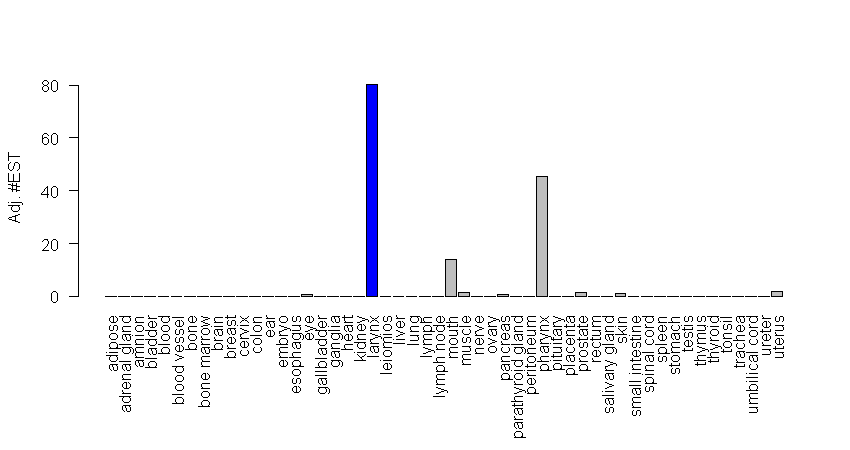 Adj. #EST
80
60
40
20
0
adipose
adrenal gland
amnion
bladder
blood
blood vessel
bone
bone marrow
brain
breast
cervix
colon
ear
embryo
esophagus
eye
gallbladder
ganglia
heart
kidney
larynx
leiomios
liver
lung
lymph
lymph node
mouth
muscle
nerve
ovary
pancreas
parathyroid gland
peritoneum
pharynx
pituitary
placenta
prostate
rectum
salivary gland
skin
small intestine
spinal cord
spleen
stomach
testis
thymus
thyroid
tonsil
trachea
umbilical cord
ureter
uterus